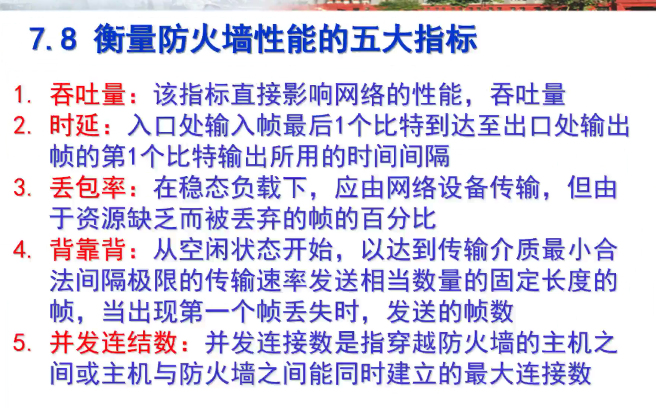 7.8 衡量防火墙性能的五大指标
1. 吞吐量：该指标直接影响网络的性能，吞吐量
2. 时延：入口处输入帧最后1个比特到达至出口处输出
帧的第1个比特输出所用的时间间隔
3. 丢包率：在稳态负载下，应由网络设备传输，但由
于资源缺乏而被丢弃的帧的百分比
4. 背靠背：从空闲状态开始，以达到传输介质最小合
法间隔极限的传输速率发送相当数量的固定长度的
帧，当出现第一个帧丢失时，发送的帧数
5. 并发连结数：并发连接数是指穿越防火墙的主机之
间或主机与防火墙之间能同时建立的最大连接数